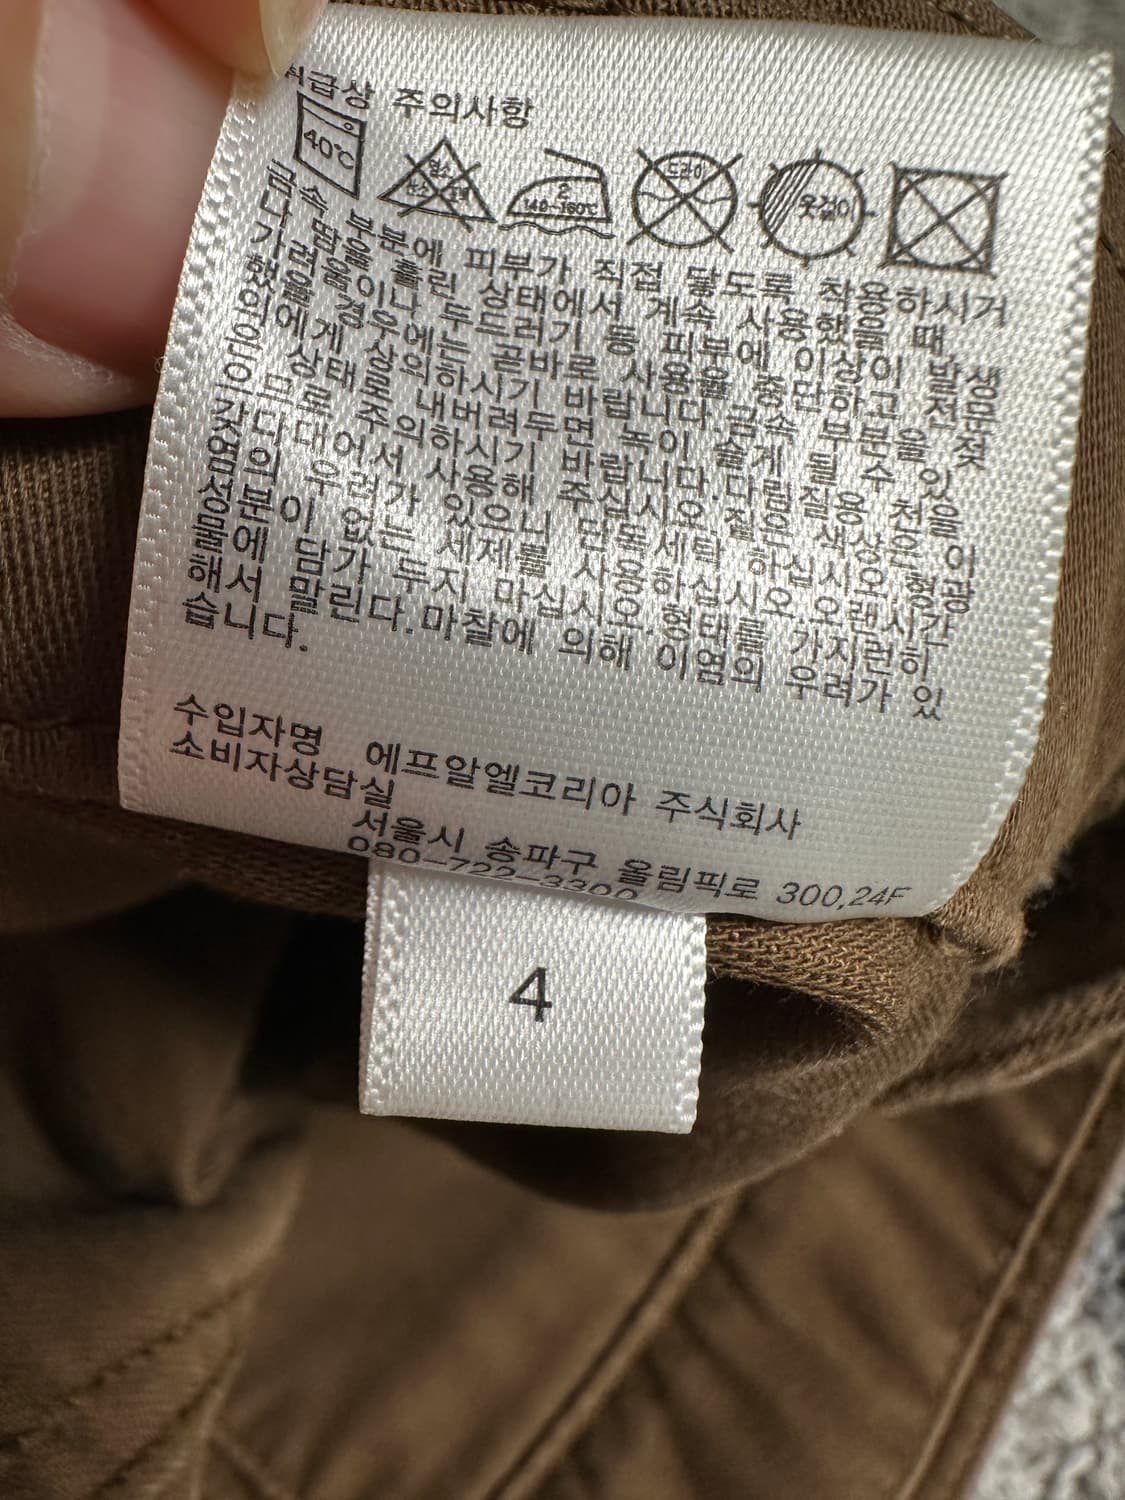 취급상 주의사항
40℃
염소 표백
2 140~160℃
드라이
옷걸이
금속 부분에 피부가 직접 닿도록 착용하시거
나 땀을 흘린 상태에서 계속 사용했을 때,
가려움이나 두드러기 등 피부에 이상이 발생
했을 경우에는 곧바로 사용을 중단하고 전문
의에게 상의하시기 바랍니다.금속 부분을 젖
은 상태로 내버려두면 녹이 슬게 될 수 있
으므로 주의하시기 바랍니다.다림질용 천을
대어서 사용해 주십시오.짙은 색상은 형광
의 우려가 있으니 단독세탁 하십시오.
성분이 없는 세제를 사용하십시오.오랜시간
물에 담가 두지 마십시오.형태를 가지런히
해서 말린다.마찰에 의해 이염의 우려가 있
습니다.
수입자명 에프알엘코리아 주식회사
소비자상담실
서울시 송파구 올림픽로 300,24F
080-722-3300
4